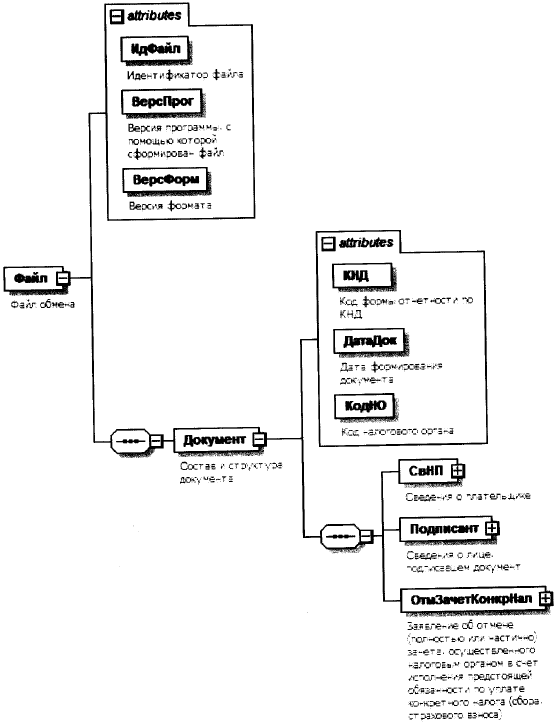 attributes
ИдФайл
Идентификатор файла
ВерсПрог
Версия программы, с
помощью которой
сформирован файл
ВерсФорм
Версия формата
Файл
Файл обмена
Документ
Состав и структура
документа
attributes
КНД
Код формы отчетности по
КНД
ДатаДок
Дата формирования
документа
КодНО
Код налогового органа
СвНП
Сведения о плательщике
Подписант
Сведения о лице,
подписавшем документ
ОтмЗачетКонкрНал
Заявление об отмене
(полностью или частично)
зачета, осуществленного
налоговым органом в счет
исполнения предстоящей
обязанности по уплате
конкретного налога (сбора,
страхового взноса)